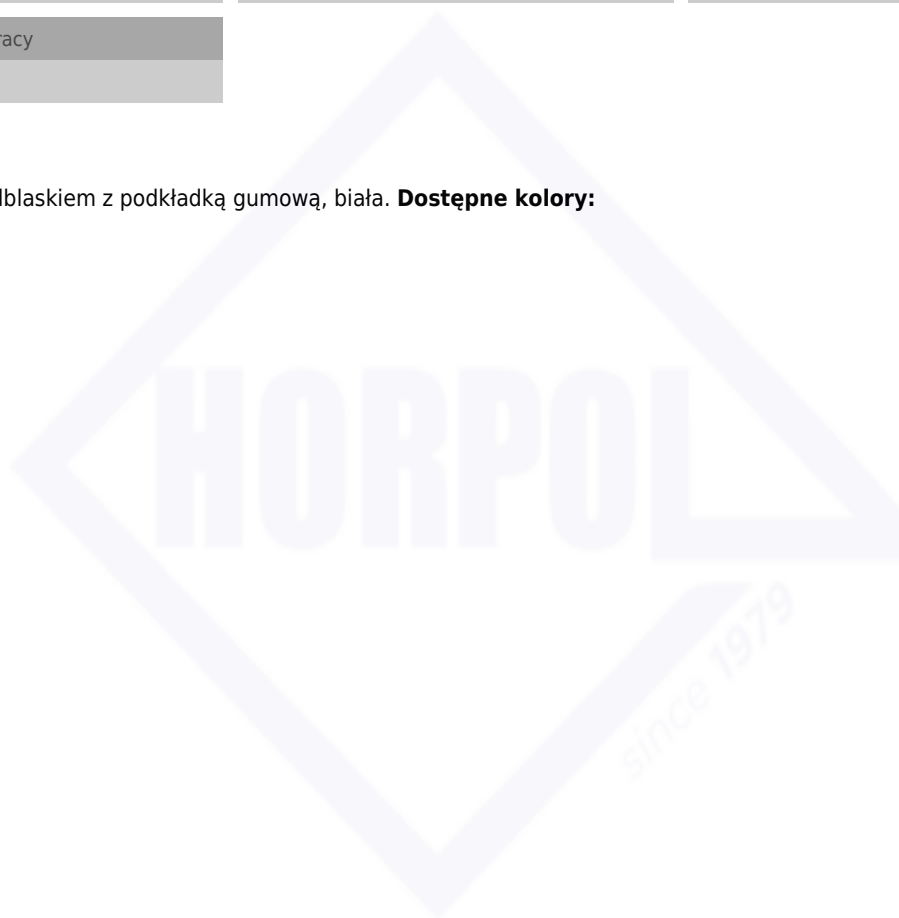 racy
dblaskiem z podkładką gumową, biała. Dostępne kolory:
HORPOL
since 1979